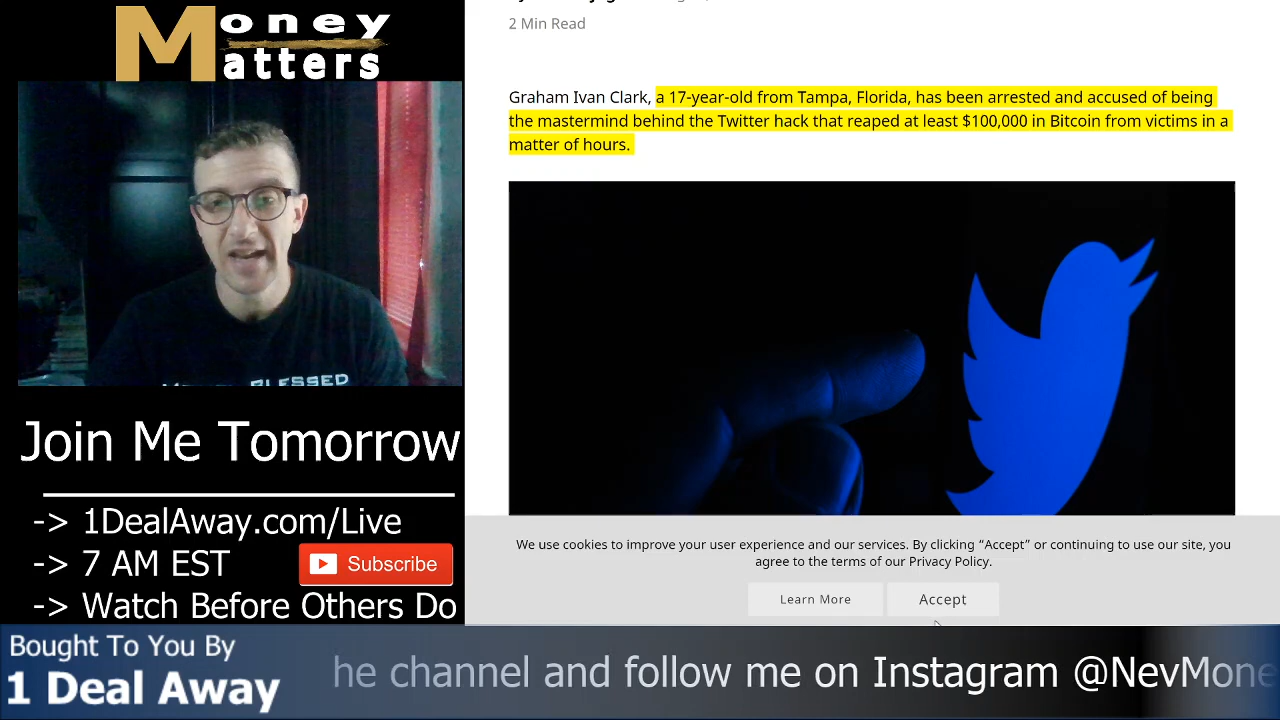 Money
Matters
BLESSED
Join Me Tomorrow
-> 1DealAway.com/Live
-> 7 AM EST
Subscribe
-> Watch Before Others Do
2 Min Read
Graham Ivan Clark, a 17-year-old from Tampa, Florida, has been arrested and accused of being
the mastermind behind the Twitter hack that reaped at least $100,000 in Bitcoin from victims in a
matter of hours.
We use cookies to improve your user experience and our services. By clicking “Accept” or continuing to use our site, you
agree to the terms of our Privacy Policy.
Learn More
Accept
Bought To You By
1 Deal Away
he channel and follow me on Instagram @NevMone